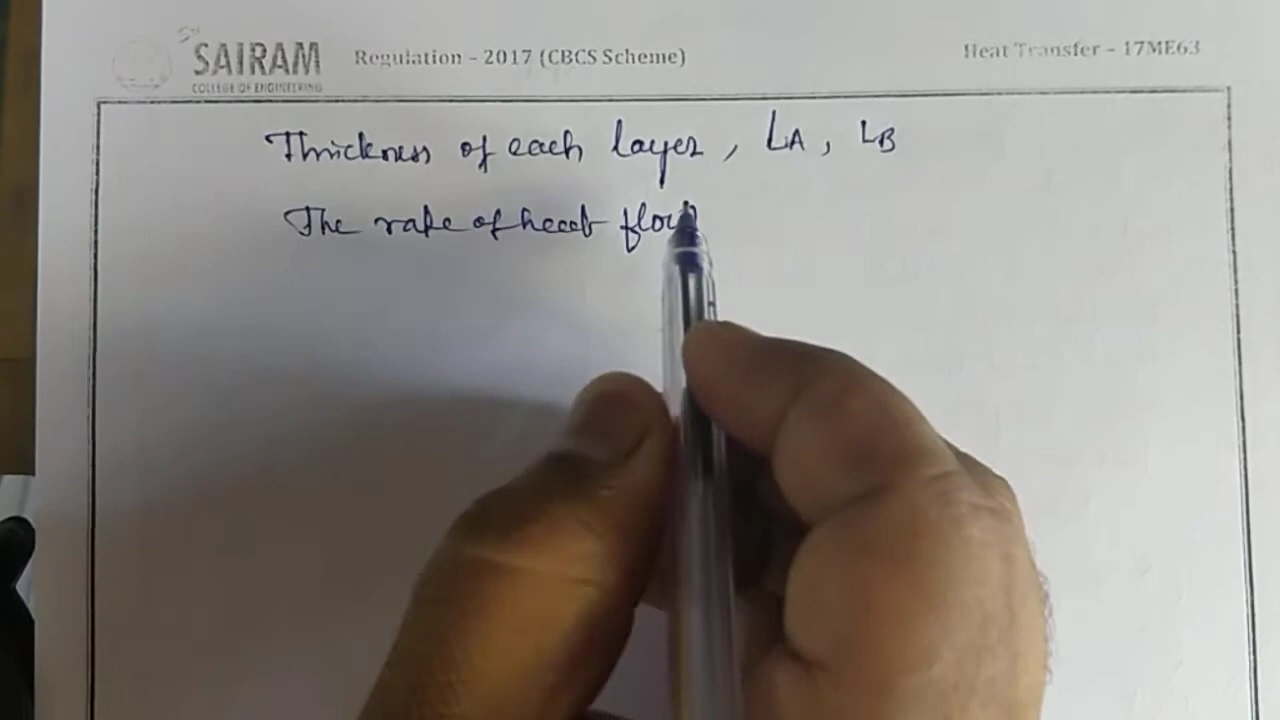 Sri
SAIRAM
COLLEGE OF ENGINEERING
Regulation - 2017 (CBCS Scheme)
Heat Transfer - 17ME63
Thickness of each layer, LA, LB
The rate of heat flow